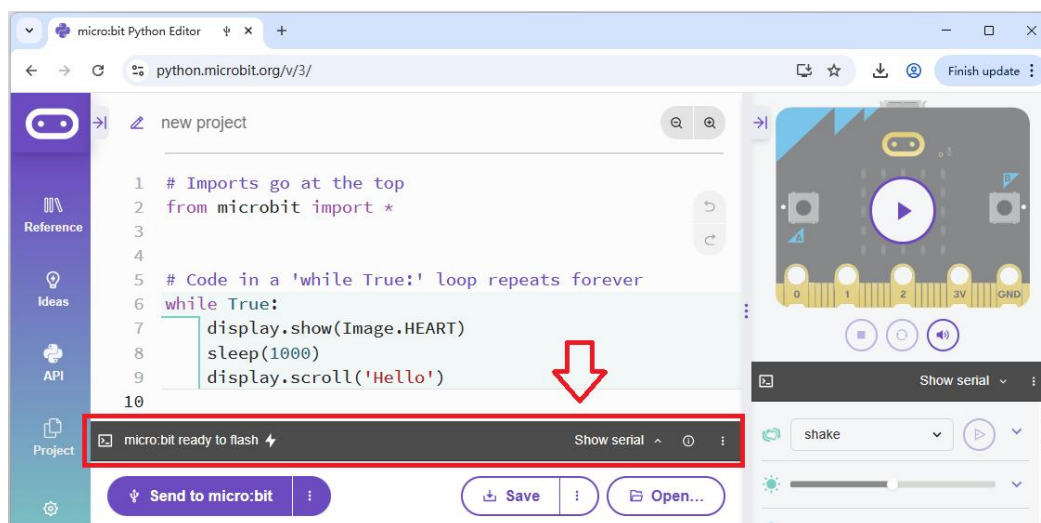 micro:bit Python Editor
python.microbit.org/v/3/
Finish update
new project
1 # Imports go at the top
2 from microbit import *
3
4
5 # Code in a 'while True:' loop repeats forever
6 while True:
7 display.show(Image.HEART)
8 sleep(1000)
9 display.scroll('Hello')
10
Reference
Ideas
API
Project
micro:bit ready to flash
Show serial
Send to micro:bit
Save
Open...
A
B
0 1 2 3V GND
Show serial
shake